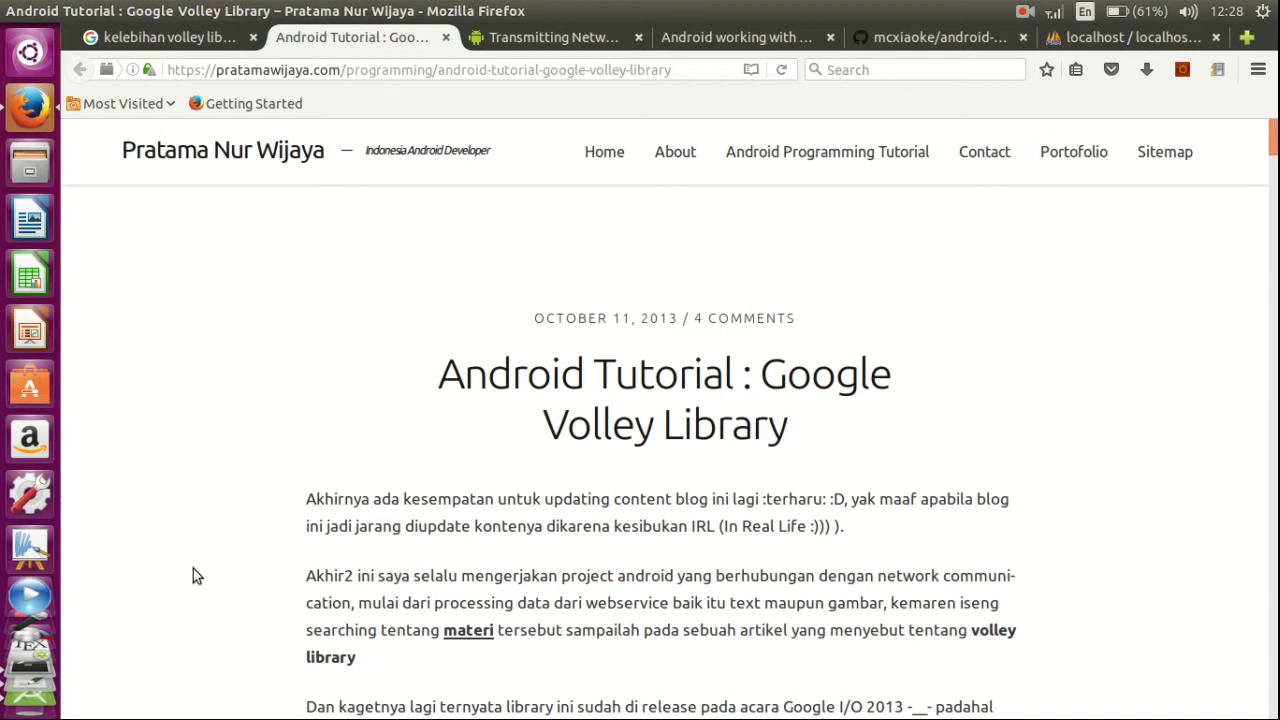 Android Tutorial : Google Volley Library – Pratama Nur Wijaya - Mozilla Firefox
En
(61%)
12:28
kelebihan volley lib...
Android Tutorial : Goo...
Transmitting Netw...
Android working with ...
mcxiaoke/android-...
localhost / localhos...
https://pratamawijaya.com/programming/android-tutorial-google-volley-library
Search
Most Visited
Getting Started
Pratama Nur Wijaya — Indonesia Android Developer
Home
About
Android Programming Tutorial
Contact
Portofolio
Sitemap
OCTOBER 11, 2013 / 4 COMMENTS
Android Tutorial : Google
Volley Library
Akhirnya ada kesempatan untuk updating content blog ini lagi :terharu: :D, yak maaf apabila blog
ini jadi jarang diupdate kontenya dikarena kesibukan IRL (In Real Life :))) ).
Akhir2 ini saya selalu mengerjakan project android yang berhubungan dengan network communi-
cation, mulai dari processing data dari webservice baik itu text maupun gambar, kemaren iseng
searching tentang materi tersebut sampailah pada sebuah artikel yang menyebut tentang volley
library
Dan kagetnya lagi ternyata library ini sudah di release pada acara Google I/O 2013 -__- padahal